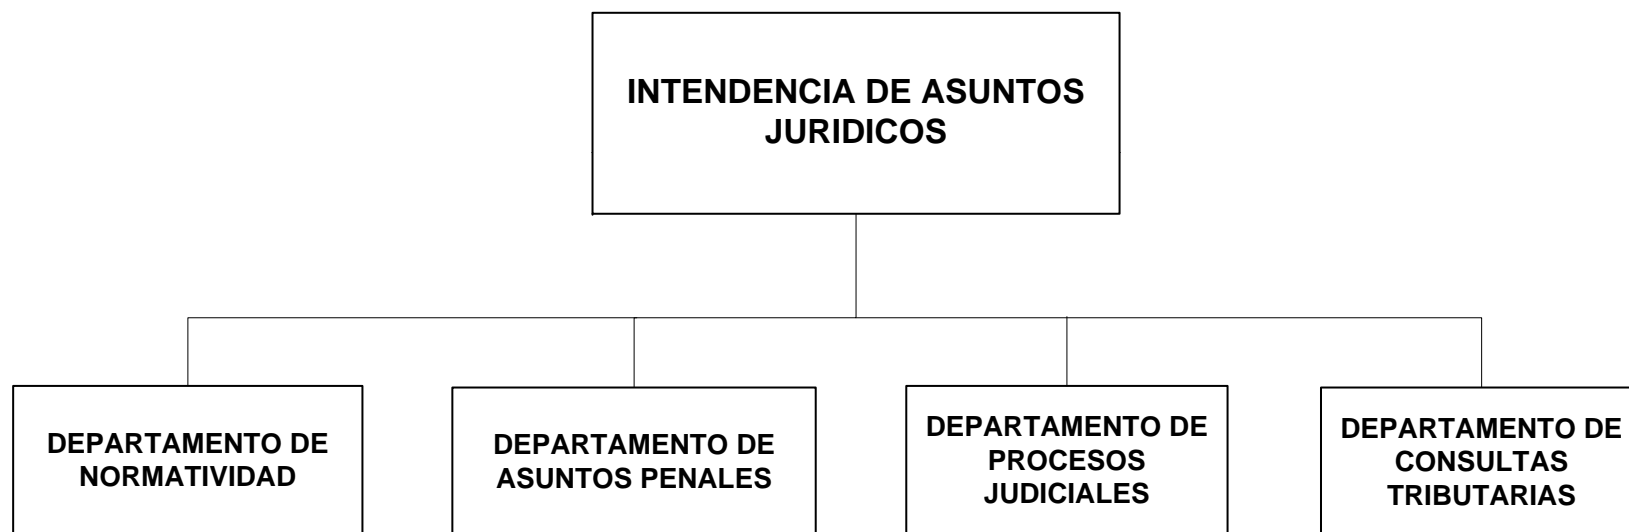 INTENDENCIA DE ASUNTOS
JURIDICOS
DEPARTAMENTO DE
NORMATIVIDAD
DEPARTAMENTO DE
ASUNTOS PENALES
DEPARTAMENTO DE
PROCESOS
JUDICIALES
DEPARTAMENTO DE
CONSULTAS
TRIBUTARIAS